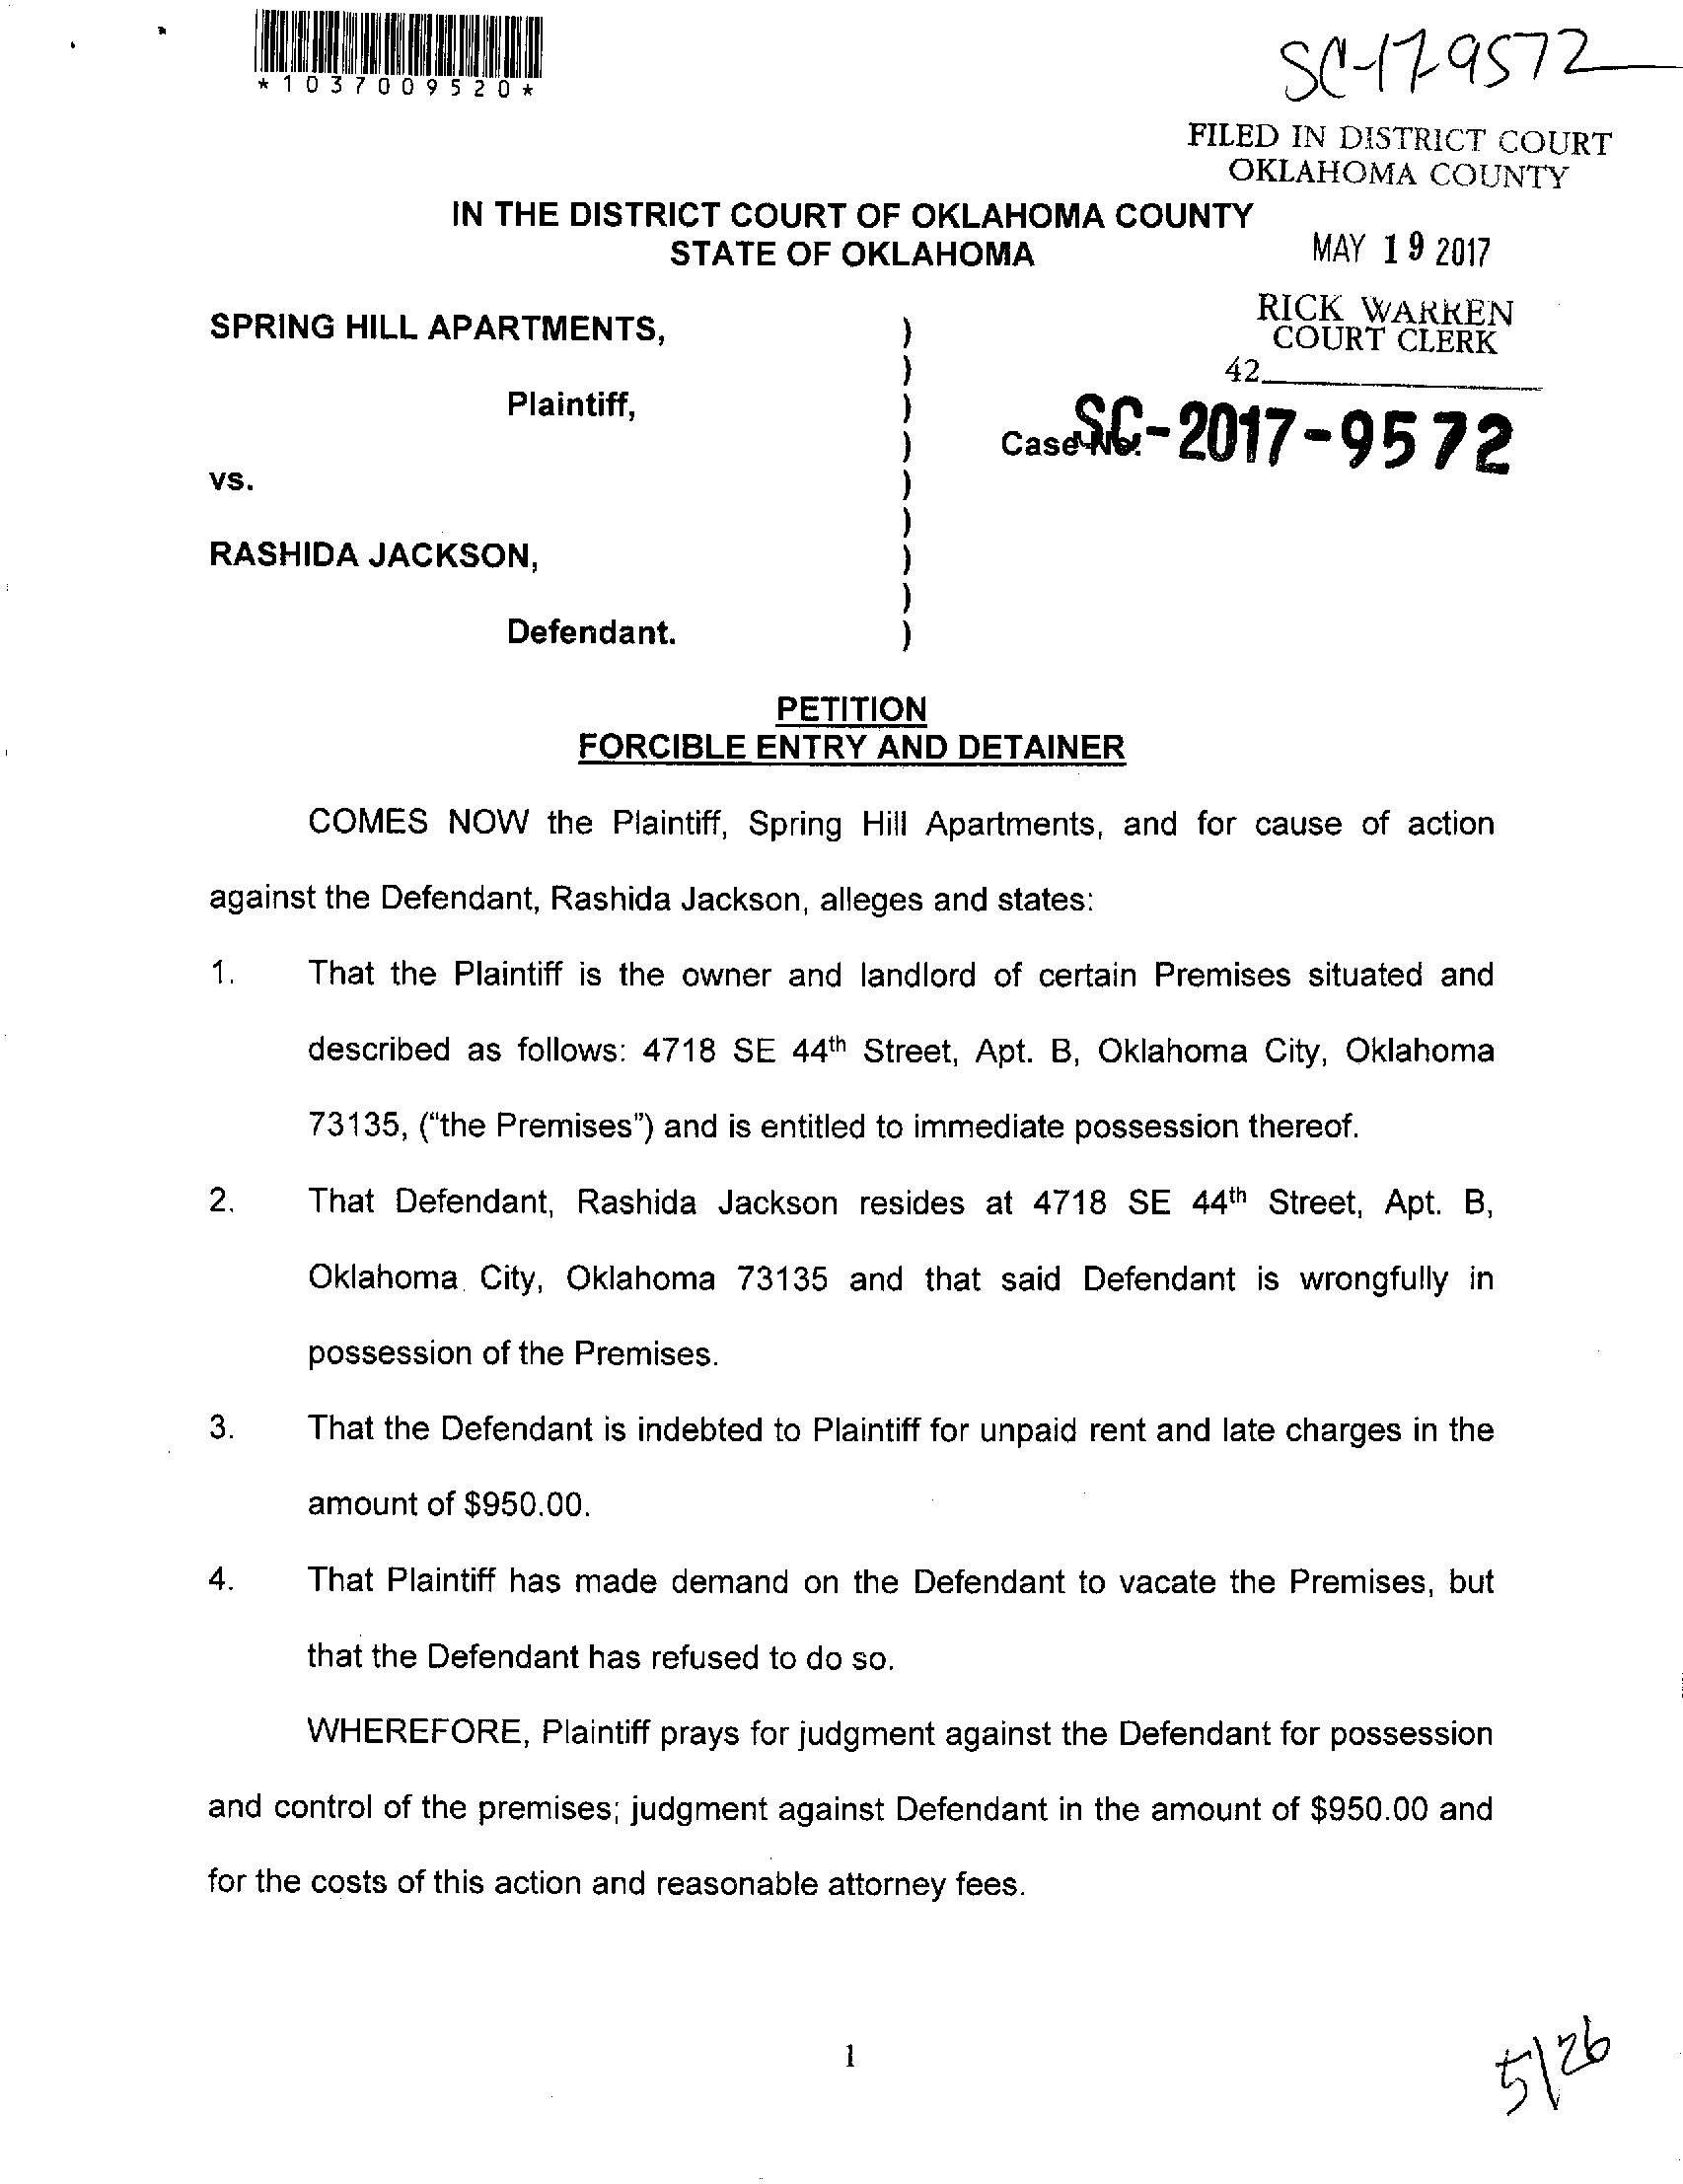 *1037009520*
SC-17-9572
FILED IN DISTRICT COURT
OKLAHOMA COUNTY
IN THE DISTRICT COURT OF OKLAHOMA COUNTY
STATE OF OKLAHOMA
MAY 19 2017
RICK WARREN
COURT CLERK
42
SPRING HILL APARTMENTS, )
)
Plaintiff, )
) Case No. SC-2017-9572
vs. )
)
RASHIDA JACKSON, )
)
Defendant. )
PETITION
FORCIBLE ENTRY AND DETAINER
COMES NOW the Plaintiff, Spring Hill Apartments, and for cause of action
against the Defendant, Rashida Jackson, alleges and states:
1. That the Plaintiff is the owner and landlord of certain Premises situated and
described as follows: 4718 SE 44th Street, Apt. B, Oklahoma City, Oklahoma
73135, ("the Premises") and is entitled to immediate possession thereof.
2. That Defendant, Rashida Jackson resides at 4718 SE 44th Street, Apt. B,
Oklahoma City, Oklahoma 73135 and that said Defendant is wrongfully in
possession of the Premises.
3. That the Defendant is indebted to Plaintiff for unpaid rent and late charges in the
amount of $950.00.
4. That Plaintiff has made demand on the Defendant to vacate the Premises, but
that the Defendant has refused to do so.
WHEREFORE, Plaintiff prays for judgment against the Defendant for possession
and control of the premises; judgment against Defendant in the amount of $950.00 and
for the costs of this action and reasonable attorney fees.
1
5/26